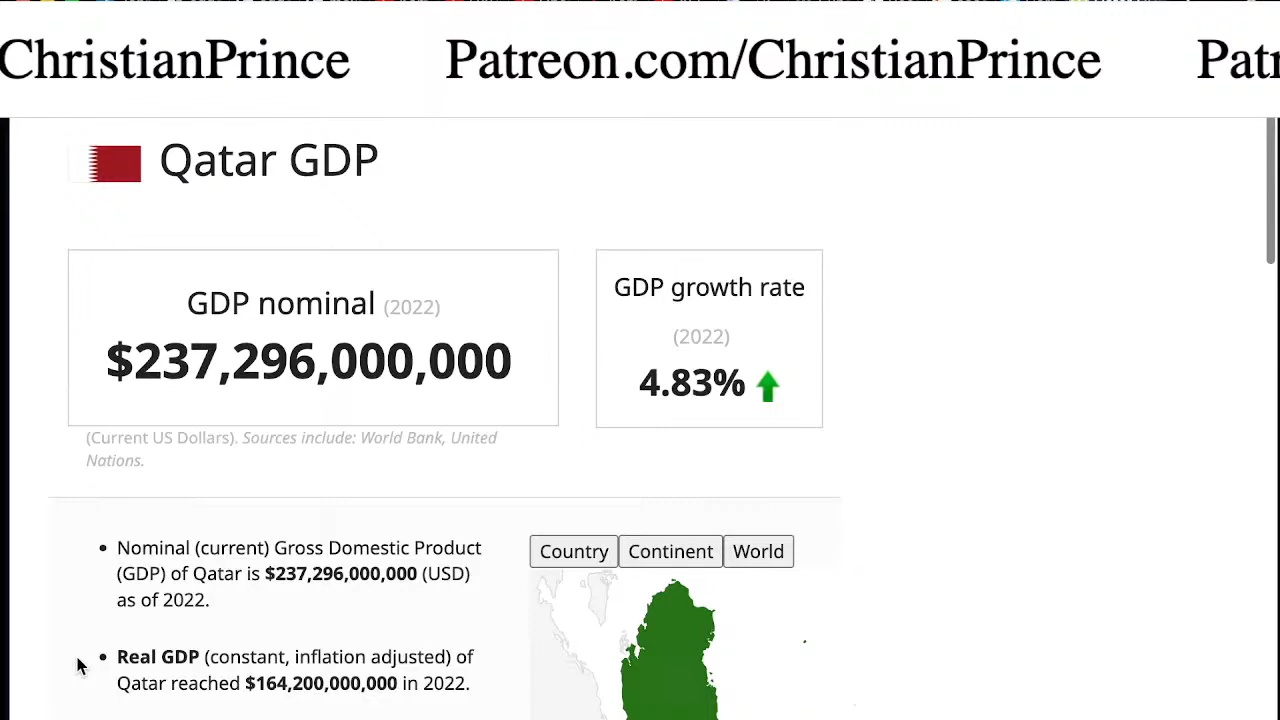 ChristianPrince Patreon.com/ChristianPrince Patr
Qatar GDP
GDP nominal (2022)
$237,296,000,000
(Current US Dollars). Sources include: World Bank, United
Nations.
GDP growth rate
(2022)
4.83%
• Nominal (current) Gross Domestic Product
(GDP) of Qatar is $237,296,000,000 (USD)
as of 2022.
• Real GDP (constant, inflation adjusted) of
Qatar reached $164,200,000,000 in 2022.
Country Continent World